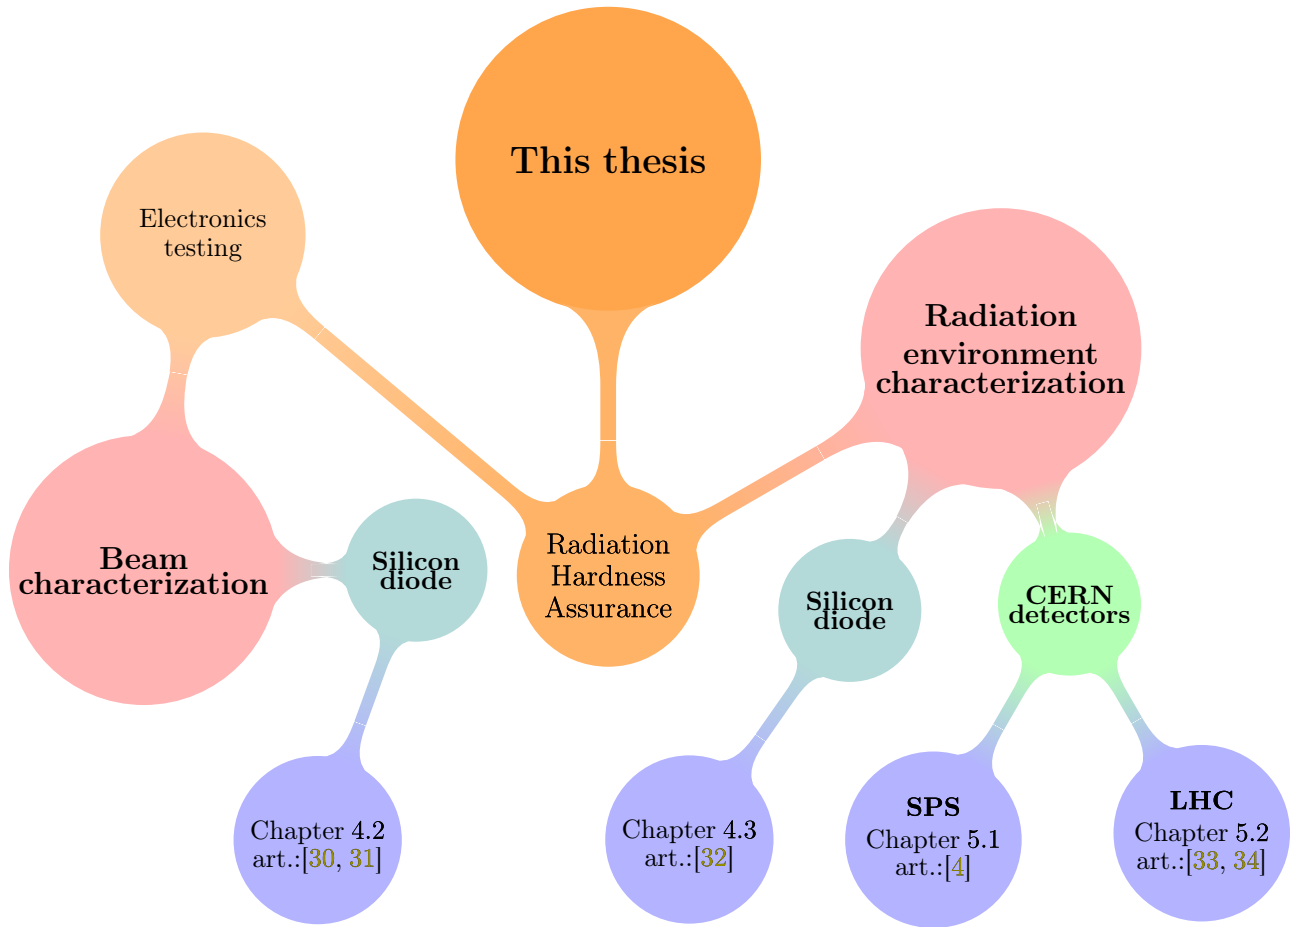 This thesis
Electronics
testing
Radiation
environment
characterization
Radiation
Hardness
Assurance
Beam
characterization
Silicon
diode
Silicon
diode
CERN
detectors
Chapter 4.2
art.:[30, 31]
Chapter 4.3
art.:[32]
SPS
Chapter 5.1
art.:[4]
LHC
Chapter 5.2
art.:[33, 34]